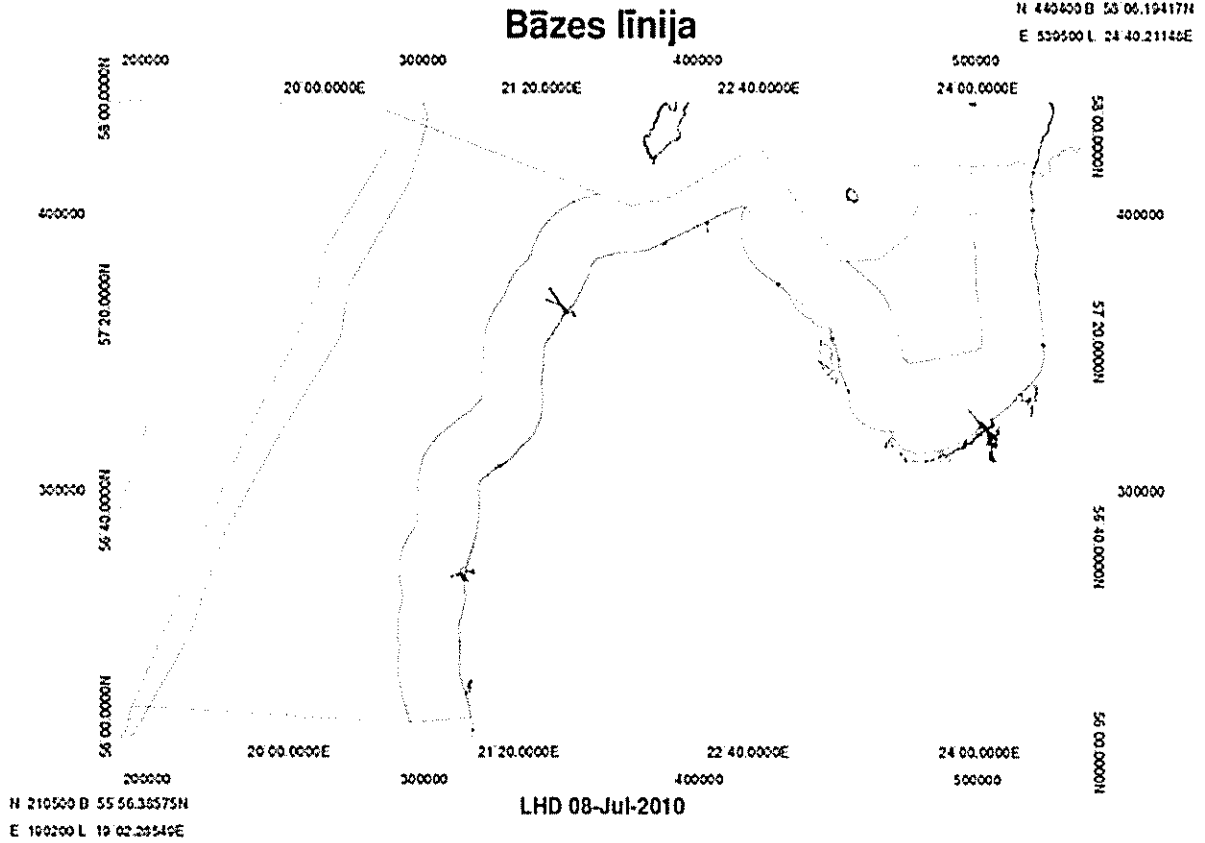 Bāzes līnija
N 440400 B 58 06.19417N
E 539500 L 24 40.21148E
200000 300000 400000 500000
20 00.0000E 21 20.0000E 22 40.0000E 24 00.0000E
58 00.0000N 58 00.0000N
400000 400000
57 20.0000N 57 20.0000N
300000 300000
56 40.0000N 56 40.0000N
56 00.0000N 56 00.0000N
20 00.0000E 21 20.0000E 22 40.0000E 24 00.0000E
200000 300000 400000 500000
N 210500 B 55 56.38575N
E 190200 L 19 02.28549E
LHD 08-Jul-2010